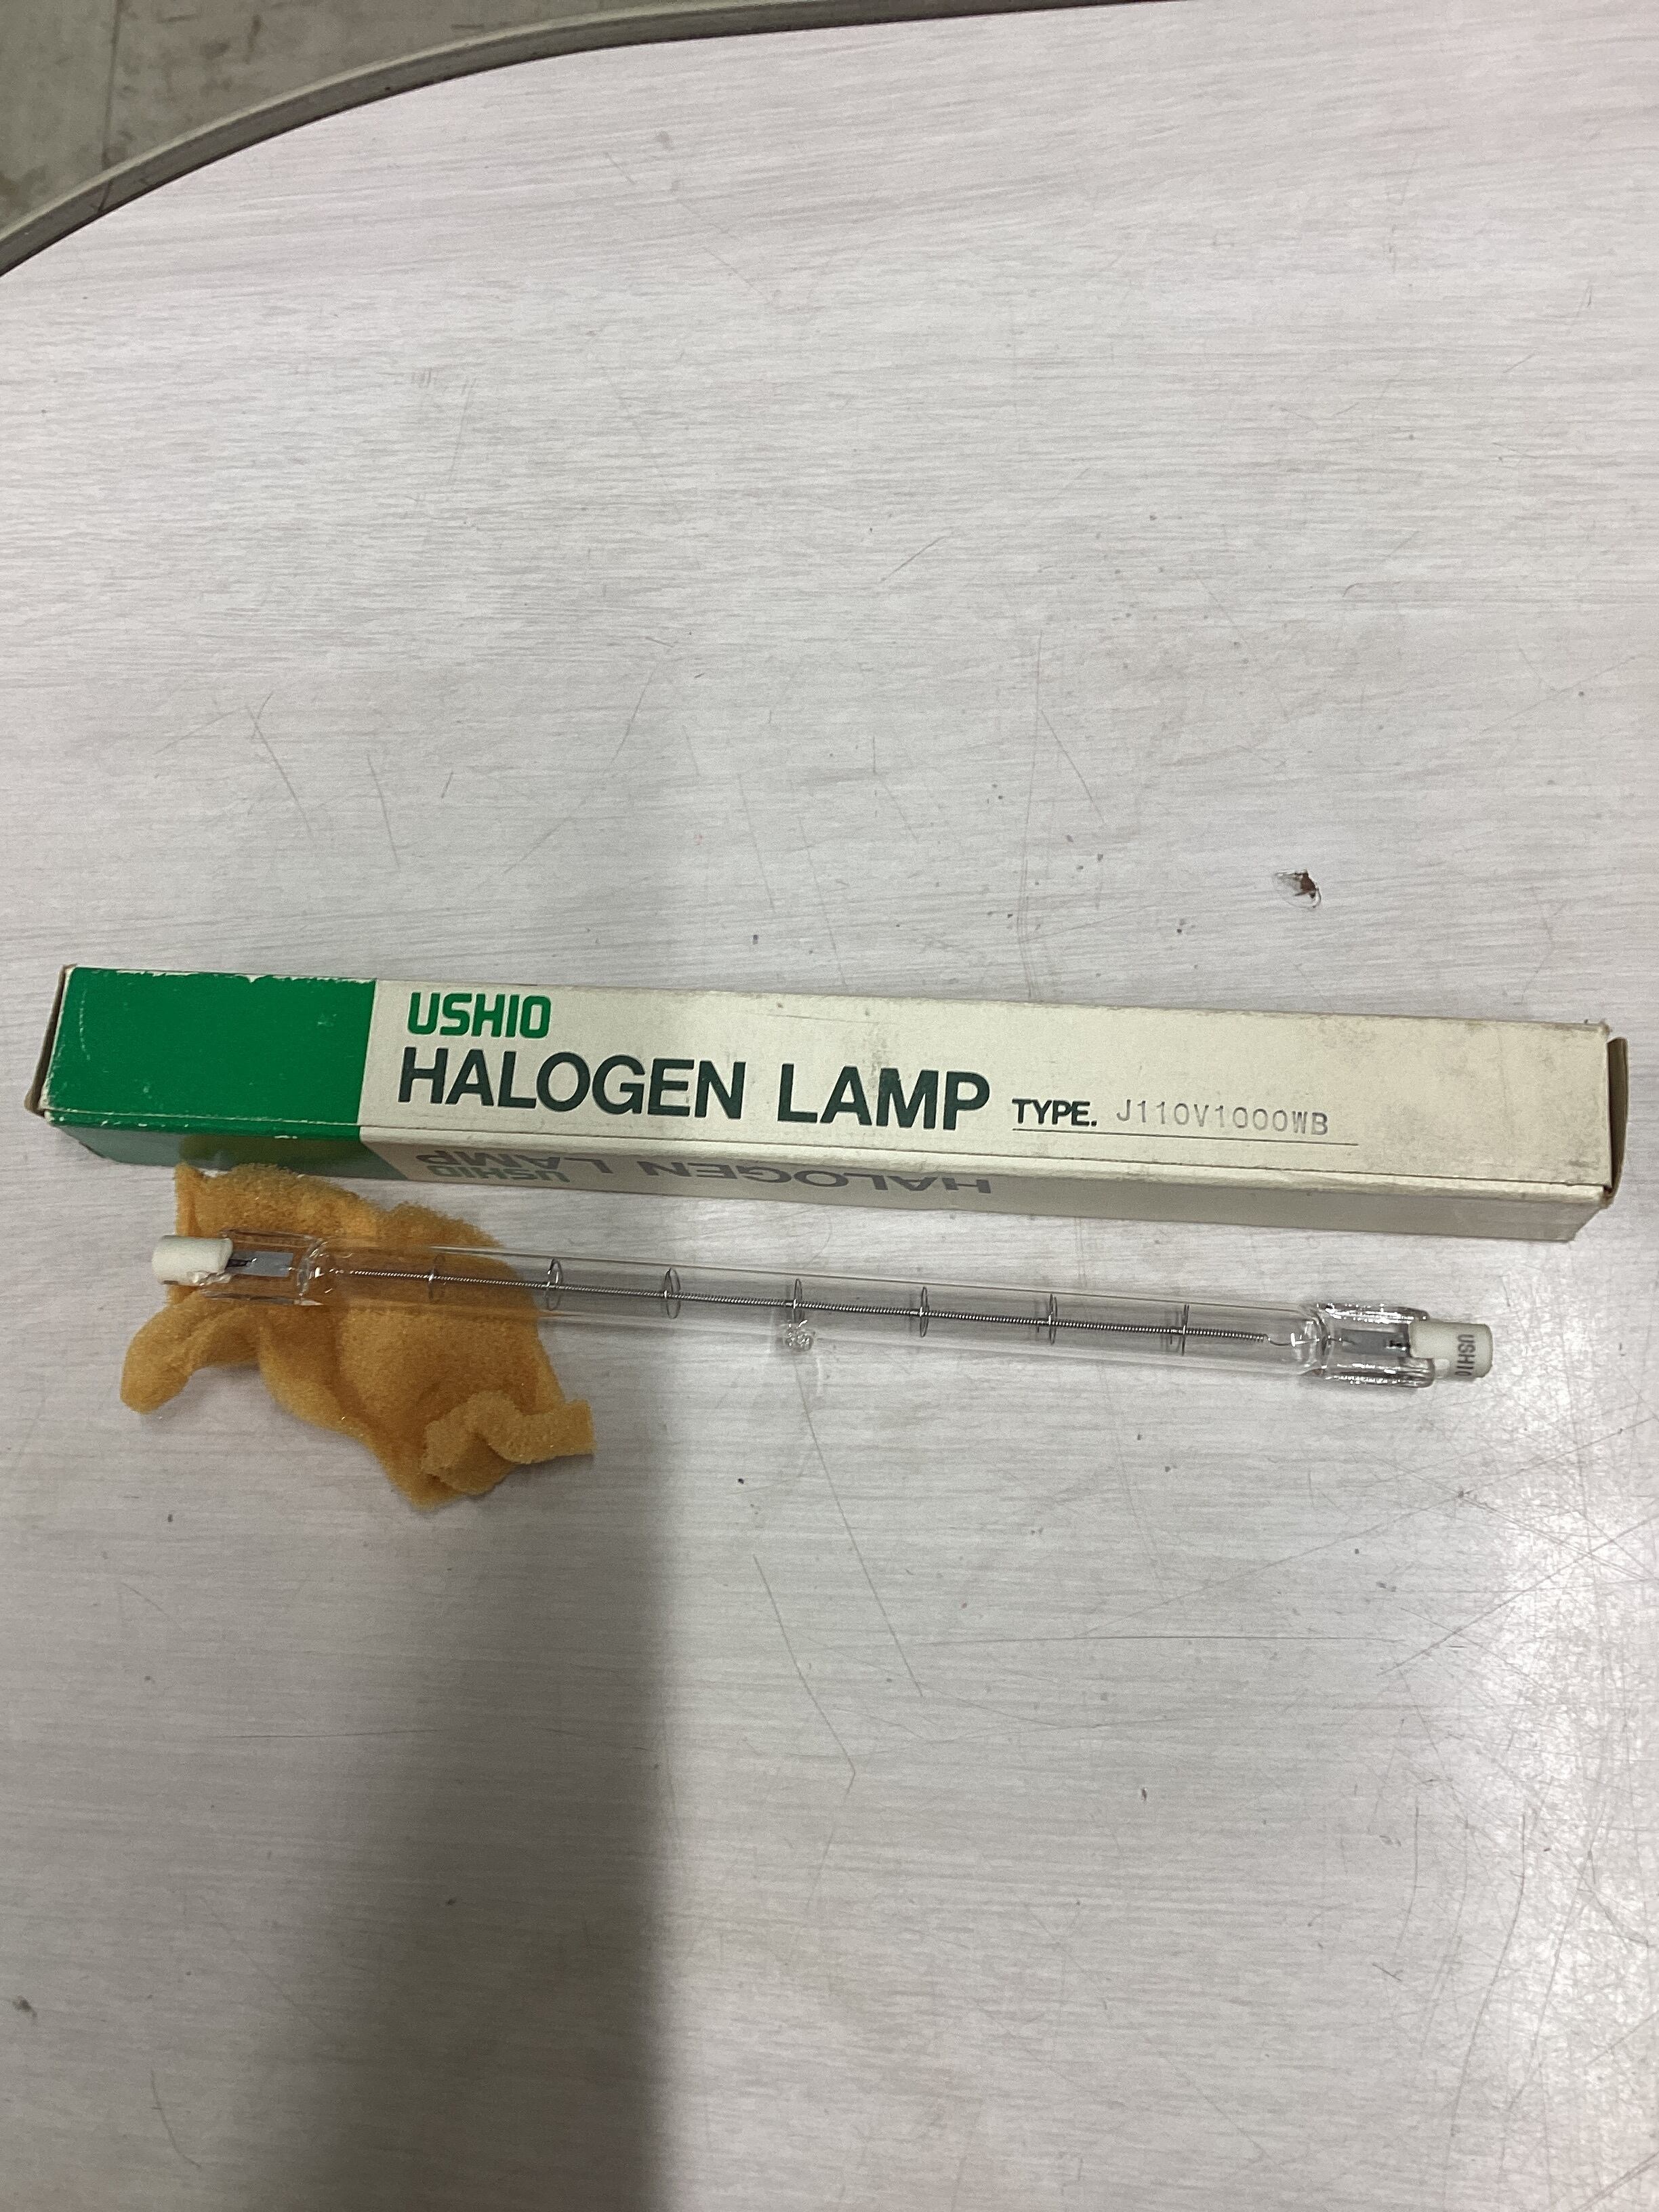 USHIO
HALOGEN LAMP TYPE. J110V1000WB
USHIO
HALOGEN LAMP
USHIO